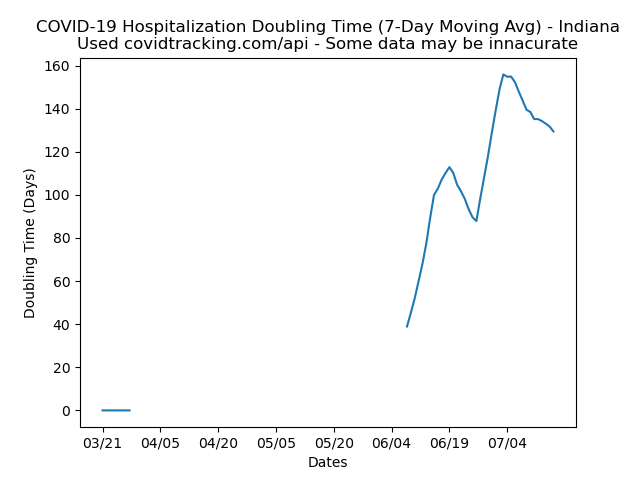 COVID-19 Hospitalization Doubling Time (7-Day Moving Avg) - Indiana
Used covidtracking.com/api - Some data may be innacurate
160
140
120
100
80
60
40
20
0
Doubling Time (Days)
03/21 04/05 04/20 05/05 05/20 06/04 06/19 07/04
Dates